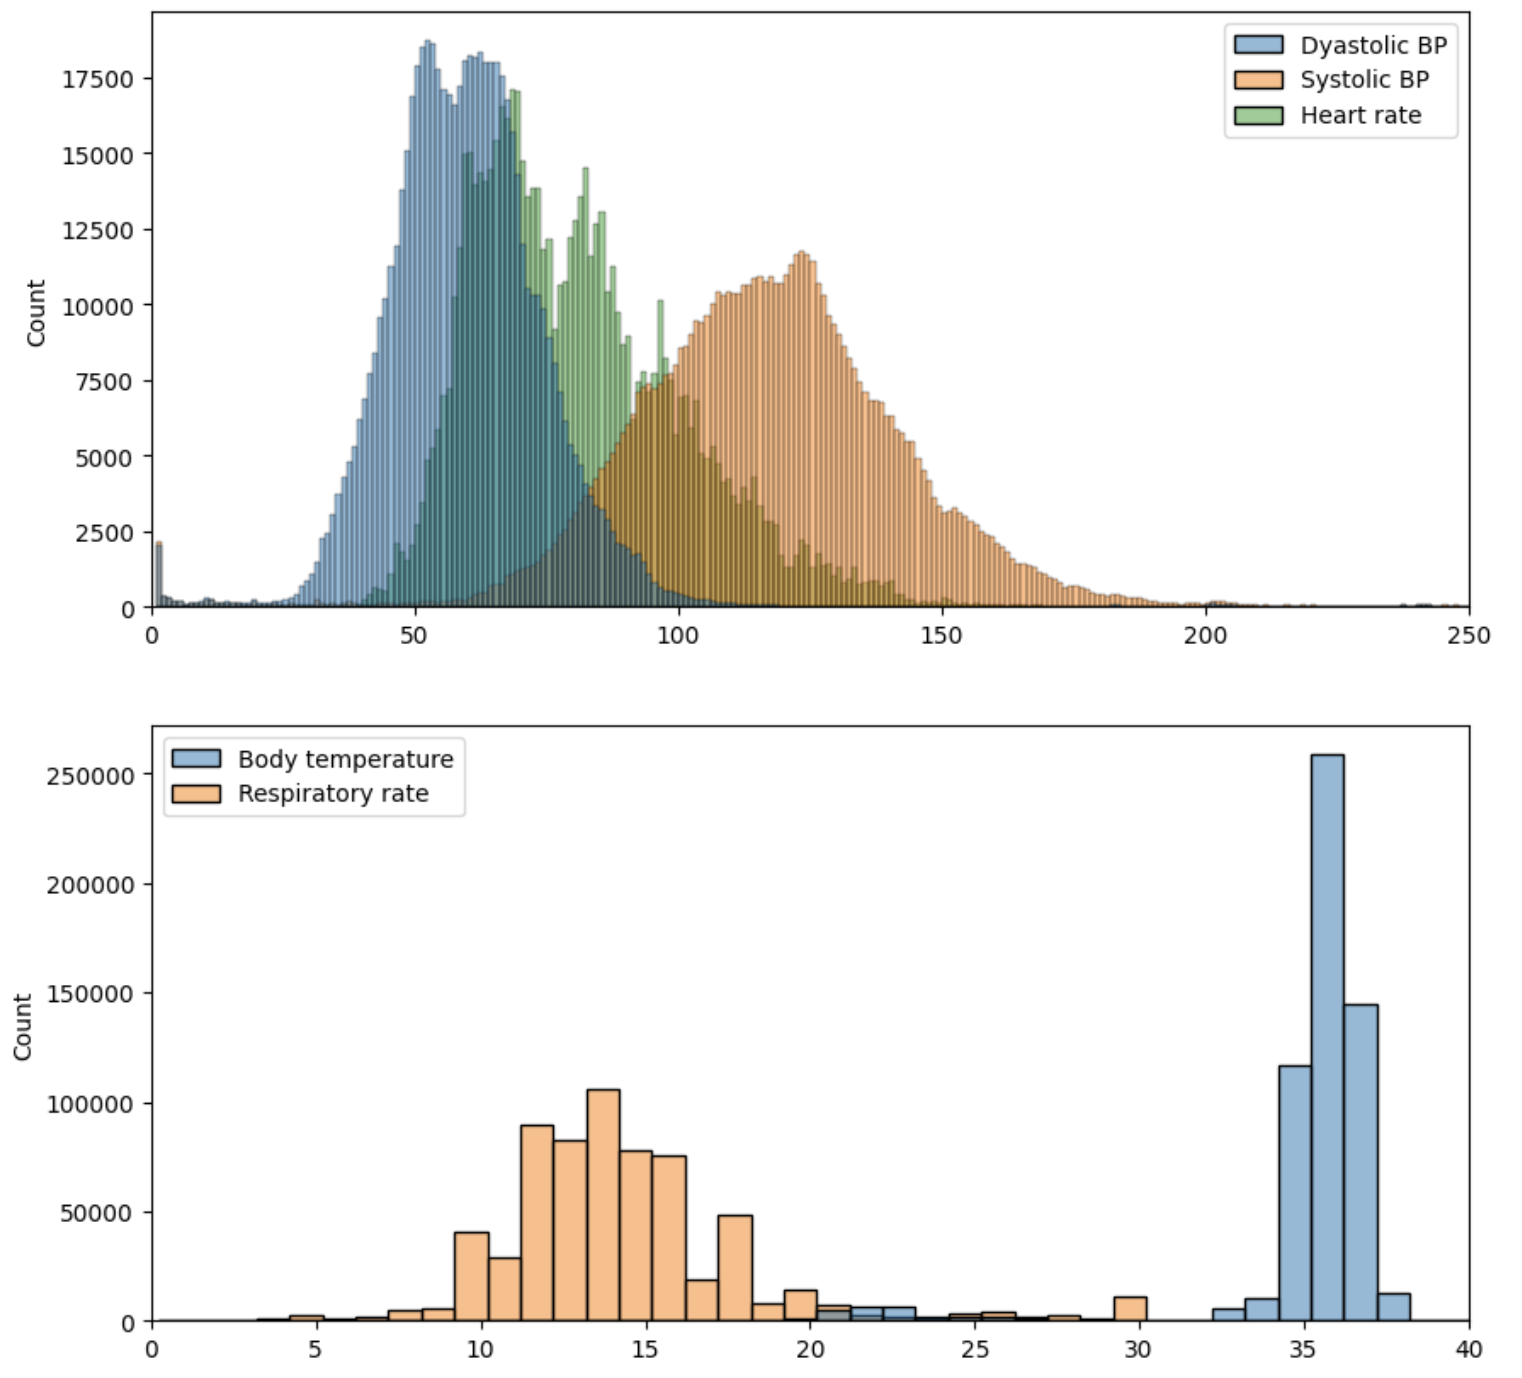 Dyastolic BP
Systolic BP
Heart rate
Count
17500
15000
12500
10000
7500
5000
2500
0
0 50 100 150 200 250
Body temperature
Respiratory rate
Count
250000
200000
150000
100000
50000
0
0 5 10 15 20 25 30 35 40